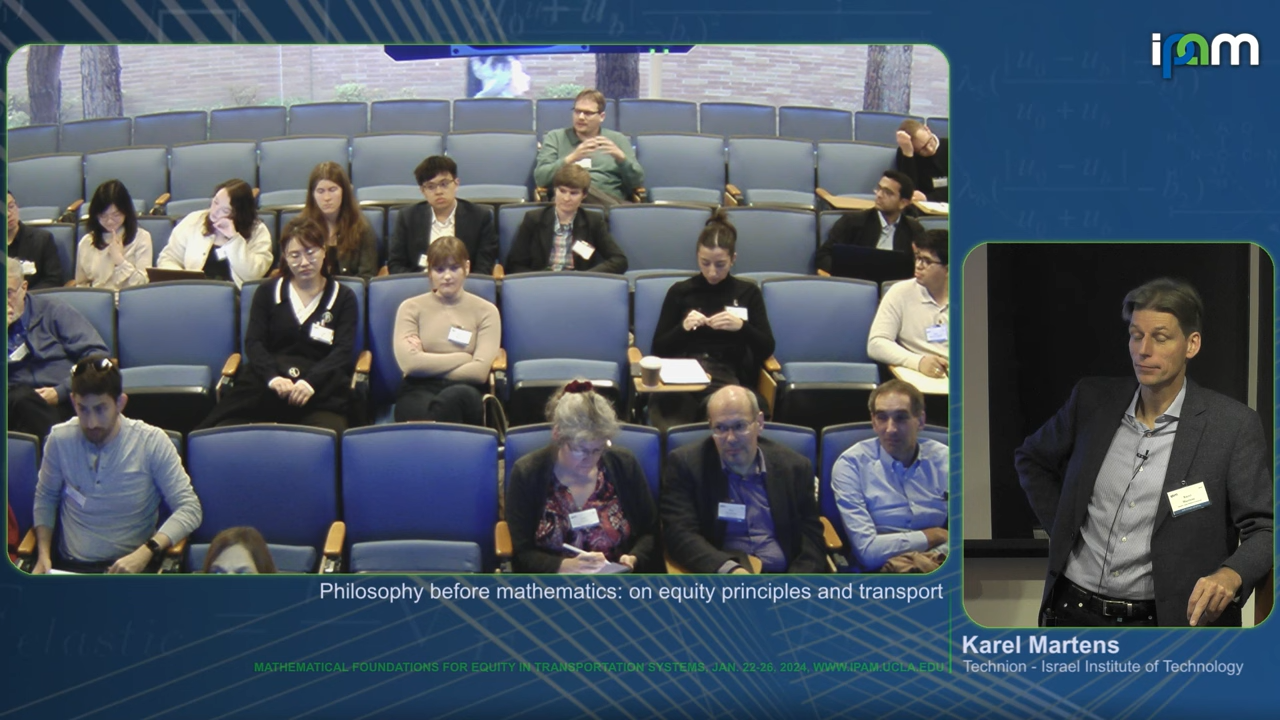 ipam
Philosophy before mathematics: on equity principles and transport
Karel Martens
Technion - Israel Institute of Technology
MATHEMATICAL FOUNDATIONS FOR EQUITY IN TRANSPORTATION SYSTEMS, JAN. 22-26, 2024, WWW.IPAM.UCLA.EDU
elastic